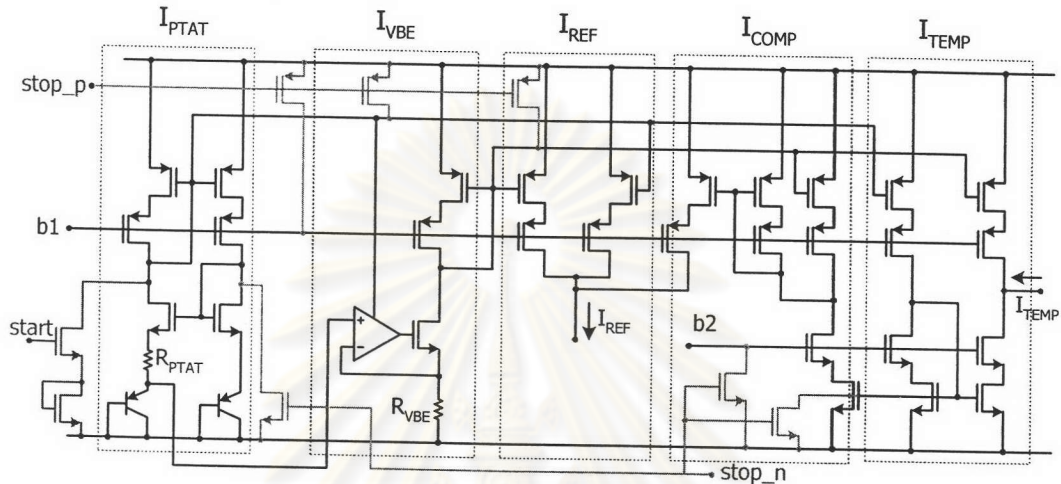 I_PTAT I_VBE I_REF I_COMP I_TEMP
stop_p
b1
start
R_PTAT
+
-
R_VBE
I_REF
b2
I_TEMP
stop_n